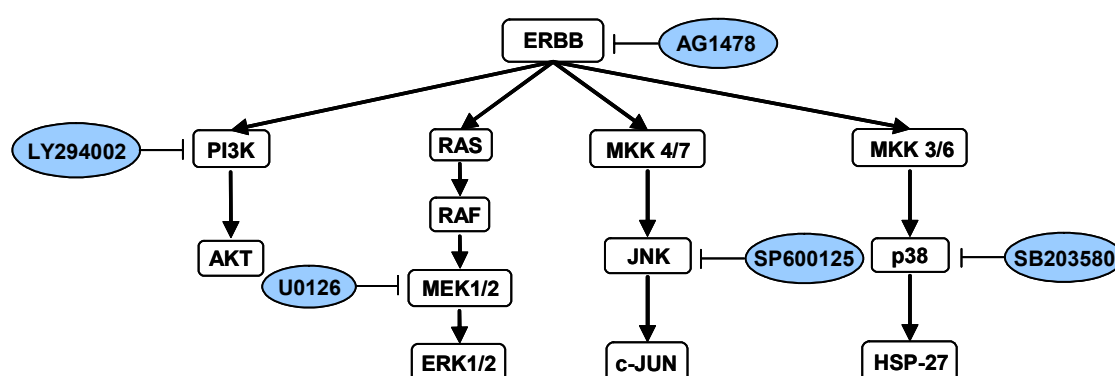 ERBB
AG1478
LY294002
PI3K
RAS
MKK 4/7
MKK 3/6
RAF
AKT
JNK
SP600125
p38
SB203580
U0126
MEK1/2
ERK1/2
c-JUN
HSP-27